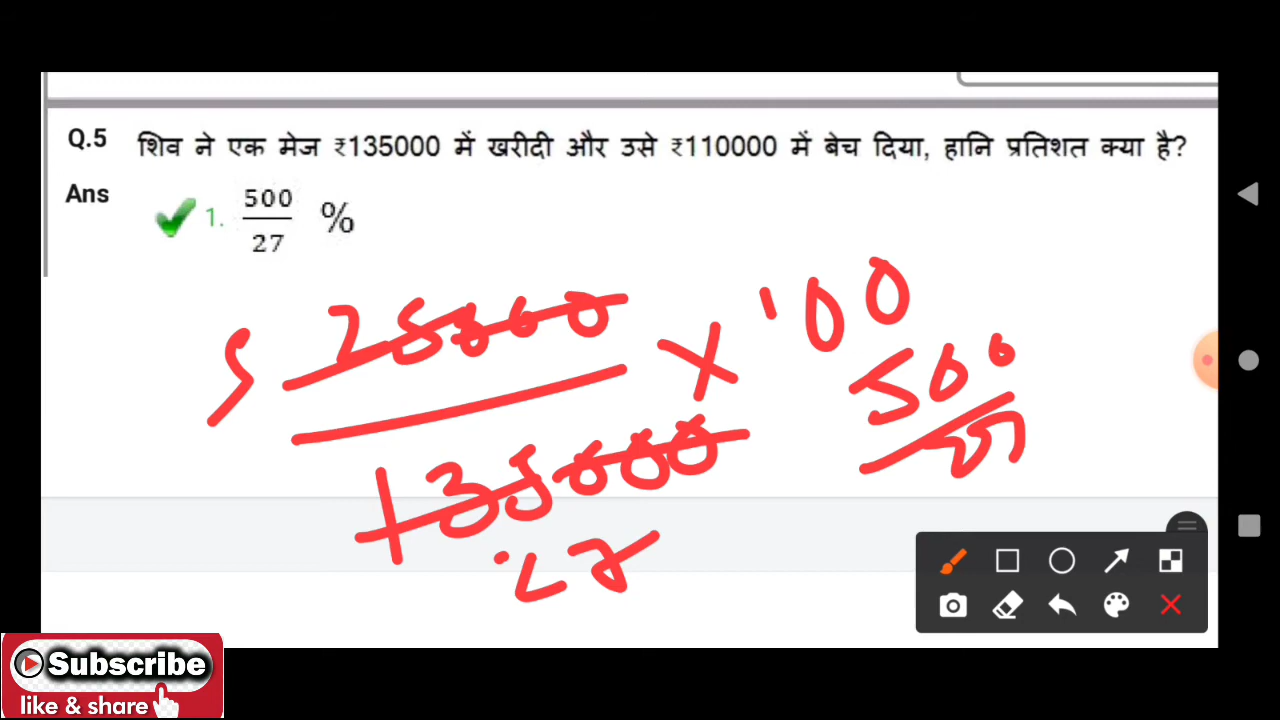 Q.5 शिव ने एक मेज ₹135000 में खरीदी और उसे ₹110000 में बेच दिया, हानि प्रतिशत क्या है?
Ans
1. 500/27 %
5 25000 × 100
135000
27
500
27
Subscribe
like & share